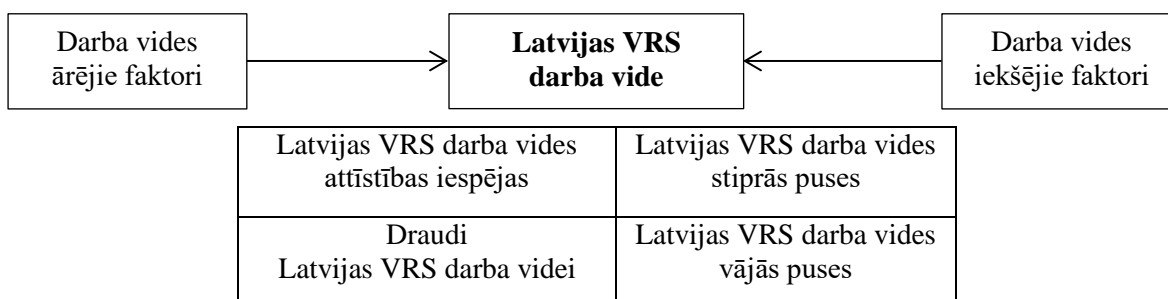 Darba vides
ārējie faktori
Latvijas VRS
darba vide
Darba vides
iekšējie faktori
Latvijas VRS darba vides
attīstības iespējas
Latvijas VRS darba vides
stiprās puses
Draudi
Latvijas VRS darba videi
Latvijas VRS darba vides
vājās puses